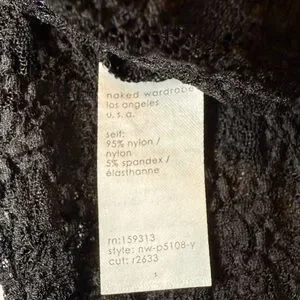 naked wardrobe
los angeles
u.s.a.
self:
95% nylon /
nylon
5% spandex /
élasthanne
rn:159313
style: nw-p5108-y
cut: r2633